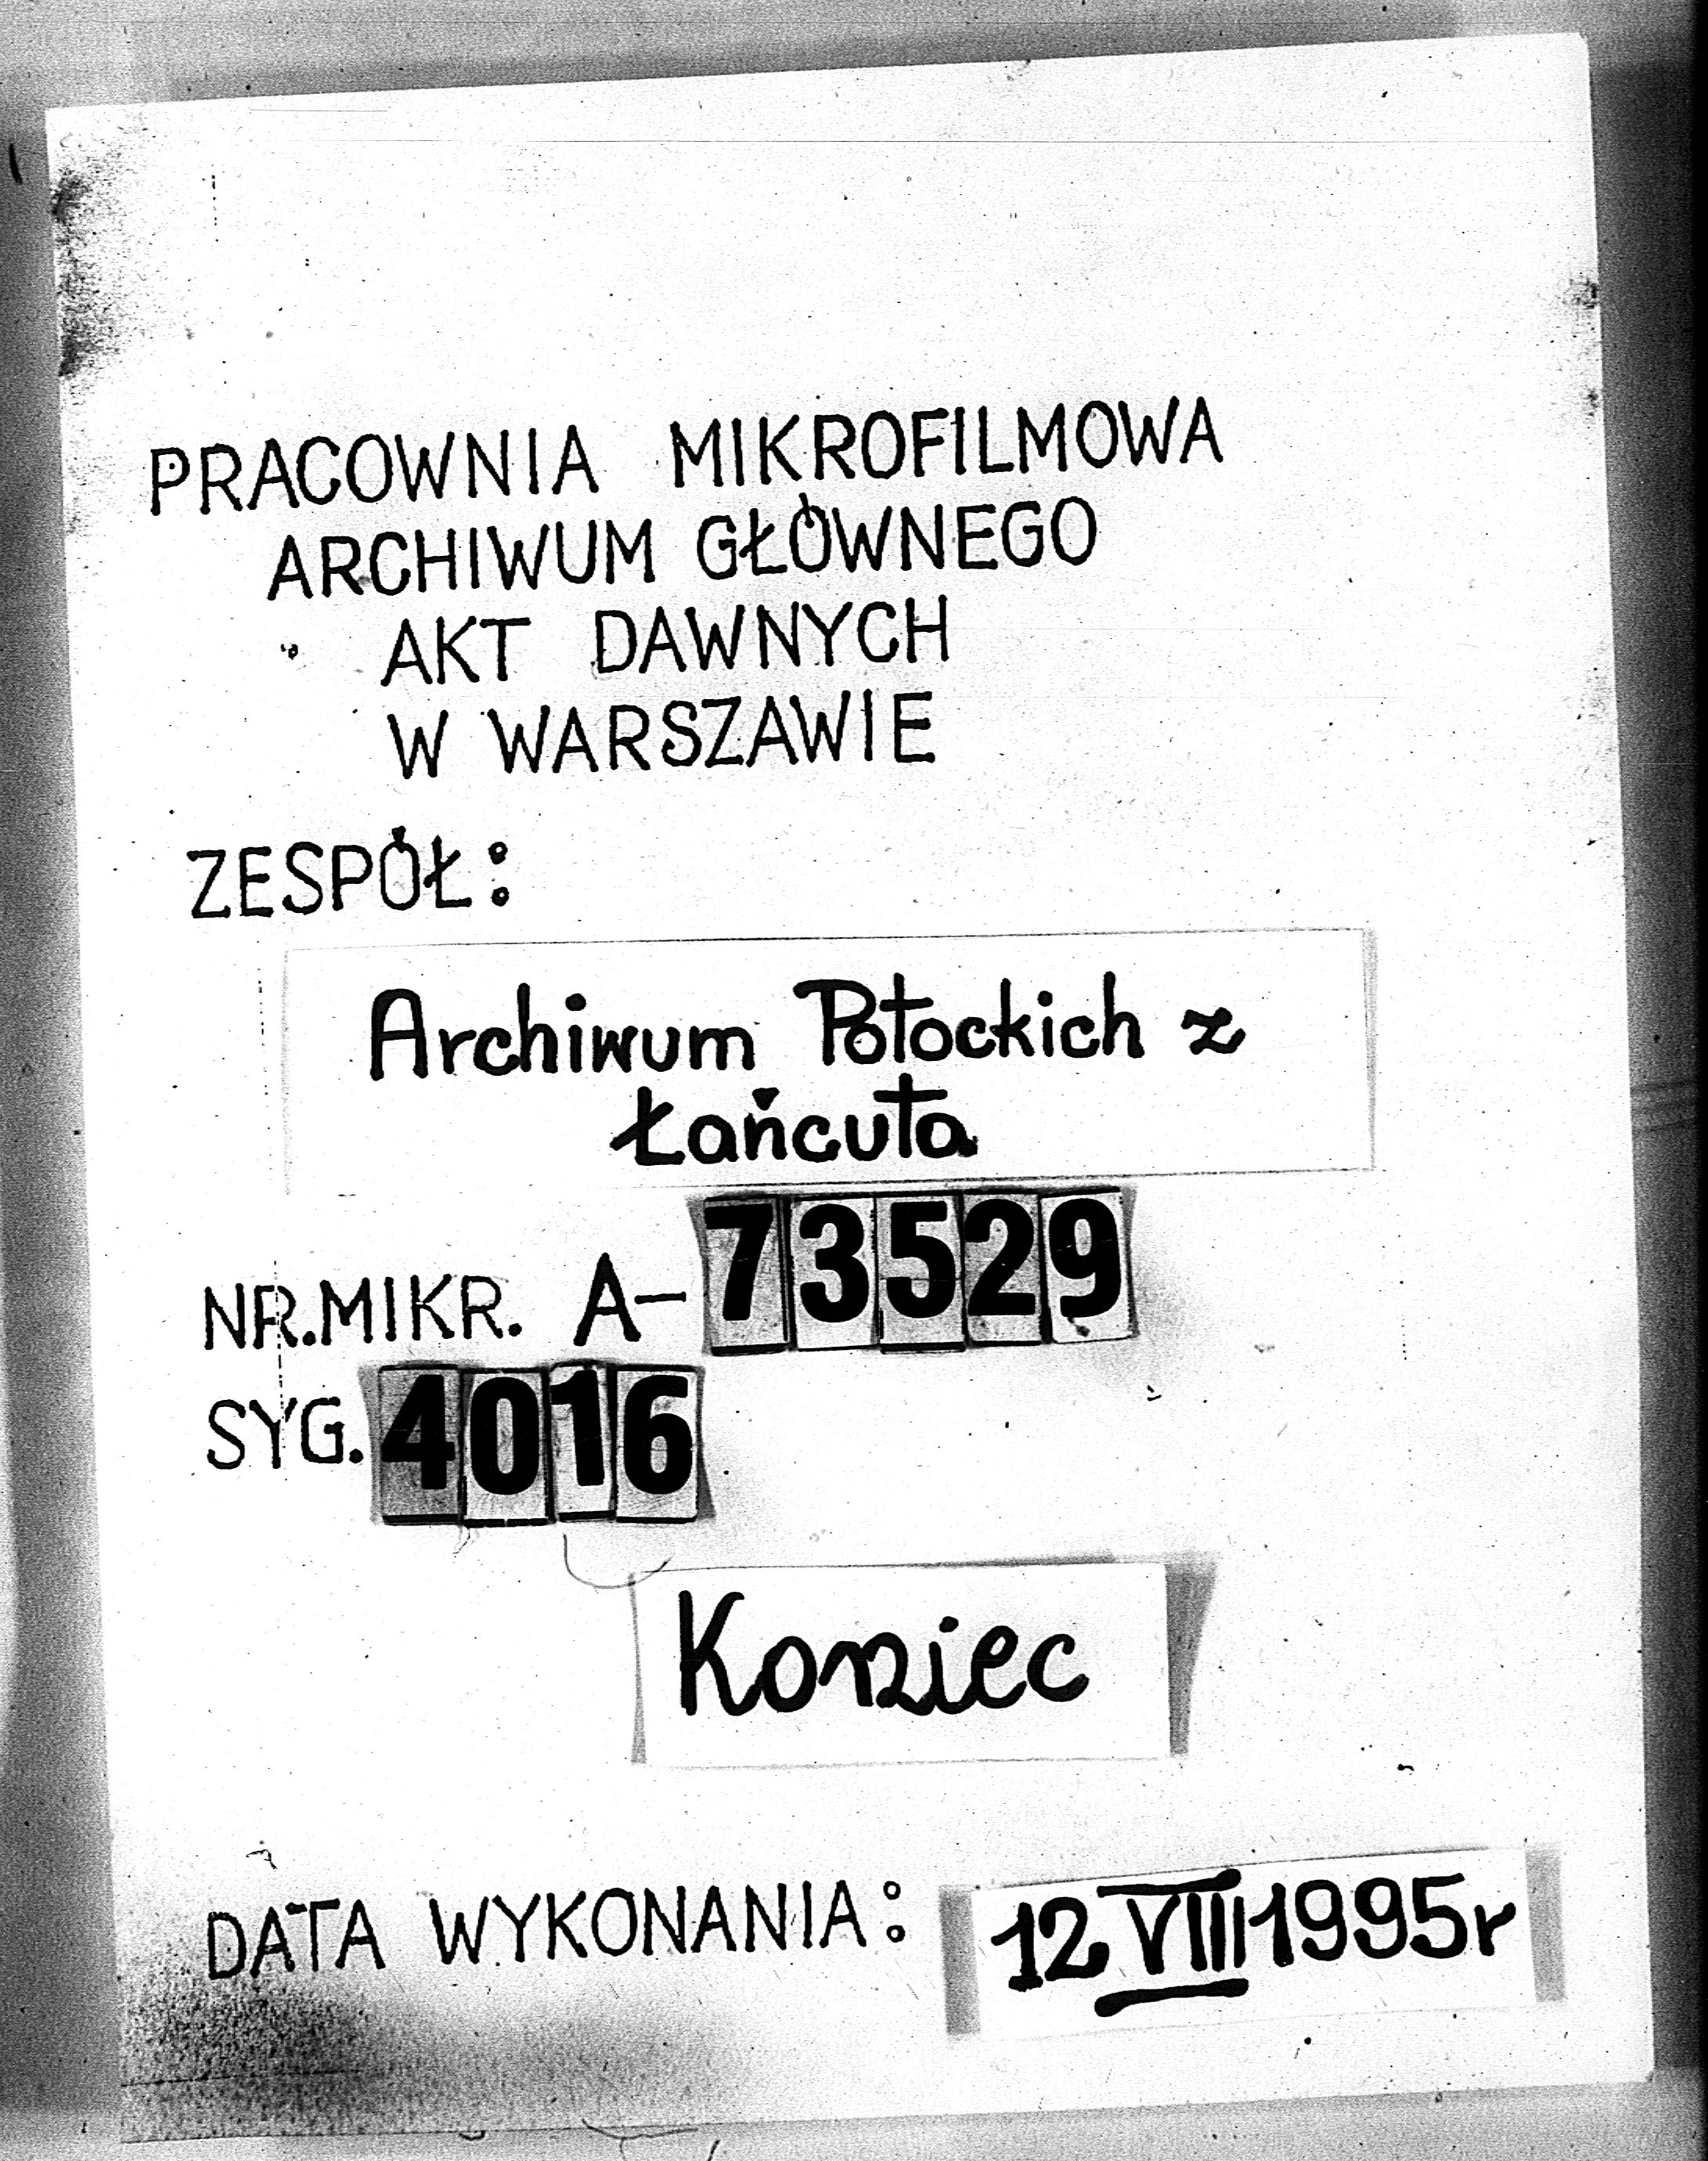 PRACOWNIA MIKROFILMOWA
ARCHIWUM GŁÓWNEGO
AKT DAWNYCH
W WARSZAWIE
ZESPÓŁ:
Archiwum Potockich z
Łańcuta
NR.MIKR. A-73529
SYG. 4016
Koniec
DATA WYKONANIA: 12 VIII 1995r